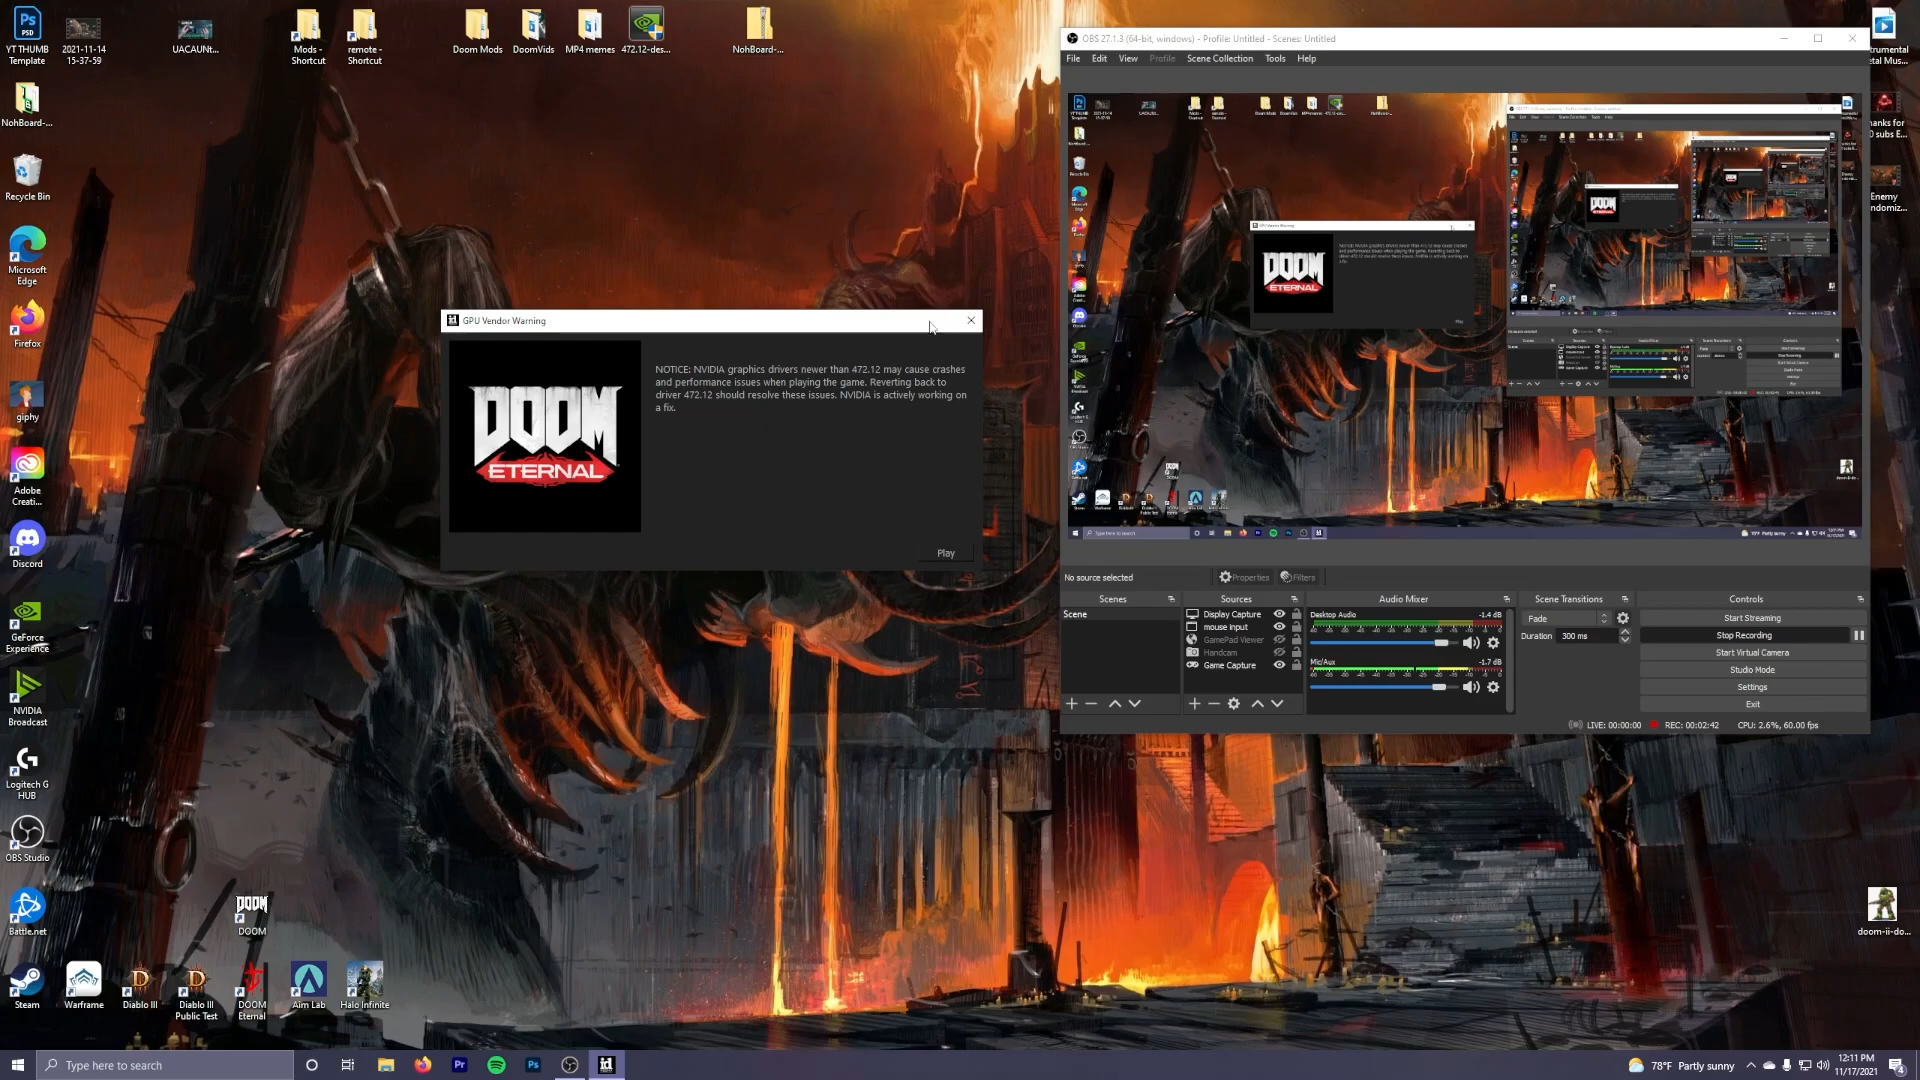 YT THUMB
Template
2021-11-14
15-37-59
UACAUNt...
Mods -
Shortcut
remote -
Shortcut
Doom Mods
DoomVids
MP4 memes
472.12-des...
NohBoard-...
NohBoard-...
Recycle Bin
Microsoft
Edge
Firefox
giphy
Adobe
Creati...
Discord
GeForce
Experience
NVIDIA
Broadcast
Logitech G
HUB
OBS Studio
Battle.net
DOOM
Steam
Warframe
Diablo III
Diablo III
Public Test
DOOM
Eternal
Aim Lab
Halo Infinite
GPU Vendor Warning
DOOM
ETERNAL
NOTICE: NVIDIA graphics drivers newer than 472.12 may cause crashes
and performance issues when playing the game. Reverting back to
driver 472.12 should resolve these issues. NVIDIA is actively working on
a fix.
Play
OBS 27.1.3 (64-bit, windows) - Profile: Untitled - Scenes: Untitled
File Edit View Profile Scene Collection Tools Help
No source selected
Properties
Filters
Scenes
Scene
Sources
Display Capture
mouse input
GamePad Viewer
Handcam
Game Capture
Audio Mixer
Desktop Audio
-1.4 dB
Mic/Aux
-1.7 dB
Scene Transitions
Fade
Duration 300 ms
Controls
Start Streaming
Stop Recording
Start Virtual Camera
Studio Mode
Settings
Exit
LIVE: 00:00:00
REC: 00:02:42
CPU: 2.6%, 60.00 fps
trumental
etal Mus...
anks for
0 subs E...
Enemy
ndomiz...
doom-ii-do...
Type here to search
78°F Partly sunny
12:11 PM
11/17/2021